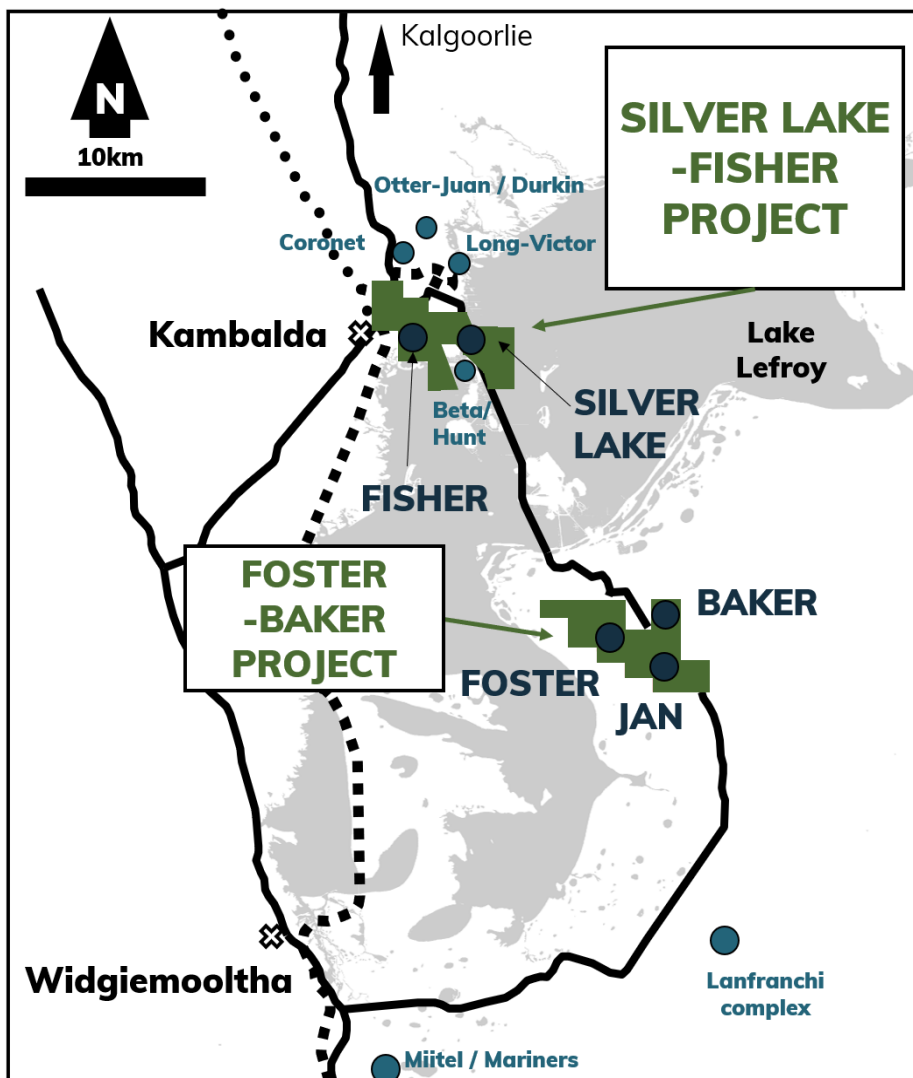 Kalgoorlie
N
10km
SILVER LAKE
-FISHER
PROJECT
Otter-Juan / Durkin
Coronet
Long-Victor
Kambalda
Lake
Lefroy
Beta/
Hunt
SILVER
LAKE
FISHER
FOSTER
-BAKER
PROJECT
BAKER
FOSTER
JAN
Widgiemooltha
Lanfranchi
complex
Miitel / Mariners